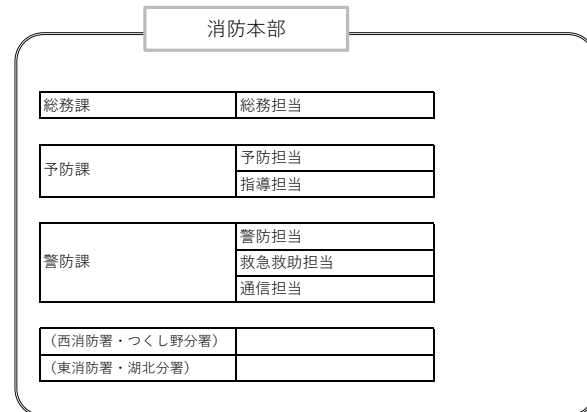 消防本部
総務課 総務担当
予防課
予防担当
指導担当
警防課
警防担当
救急救助担当
通信担当
（西消防署・つくし野分署）
（東消防署・湖北分署）